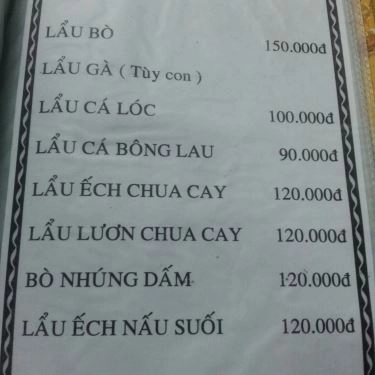 LẨU BÒ 150.000đ
LẨU GÀ ( Tùy con )
LẨU CÁ LÓC 100.000đ
LẨU CÁ BÔNG LAU 90.000đ
LẨU ẾCH CHUA CAY 120.000đ
LẨU LƯƠN CHUA CAY 120.000đ
BÒ NHÚNG DẤM 120.000đ
LẨU ẾCH NẤU SUỐI 120.000đ